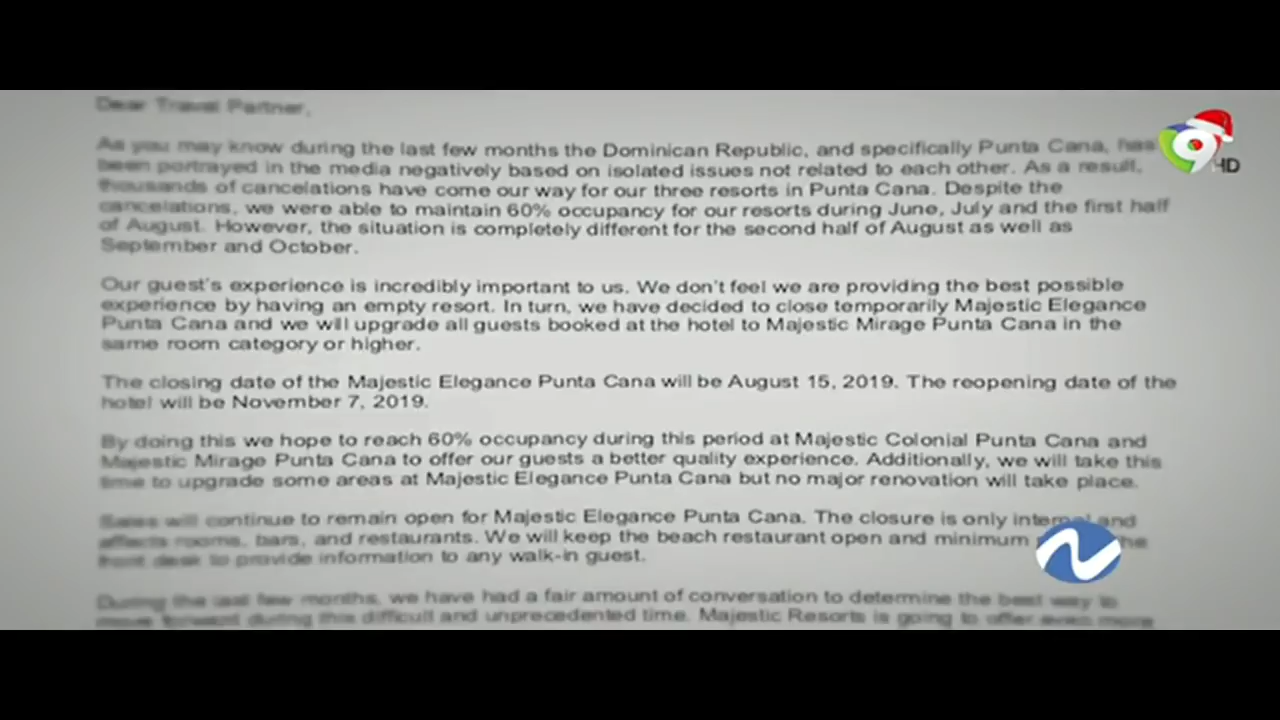 Dear Travel Partner,
As you may know during the last few months the Dominican Republic, and specifically Punta Cana, has
been portrayed in the media negatively based on isolated issues not related to each other. As a result,
thousands of cancelations have come our way for our three resorts in Punta Cana. Despite the
cancelations, we were able to maintain 60% occupancy for our resorts during June, July and the first half
of August. However, the situation is completely different for the second half of August as well as
September and October.
Our guest's experience is incredibly important to us. We don't feel we are providing the best possible
experience by having an empty resort. In turn, we have decided to close temporarily Majestic Elegance
Punta Cana and we will upgrade all guests booked at the hotel to Majestic Mirage Punta Cana in the
same room category or higher.
The closing date of the Majestic Elegance Punta Cana will be August 15, 2019. The reopening date of the
hotel will be November 7, 2019.
By doing this we hope to reach 60% occupancy during this period at Majestic Colonial Punta Cana and
Majestic Mirage Punta Cana to offer our guests a better quality experience. Additionally, we will take this
time to upgrade some areas at Majestic Elegance Punta Cana but no major renovation will take place.
Sales will continue to remain open for Majestic Elegance Punta Cana. The closure is only internal and
affects rooms, bars, and restaurants. We will keep the beach restaurant open and minimum the
front desk to provide information to any walk-in guest.
During the last few months, we have had a fair amount of conversation to determine the best way to
move forward during this difficult and unprecedented time. Majestic Resorts is going to offer even more
9
HD